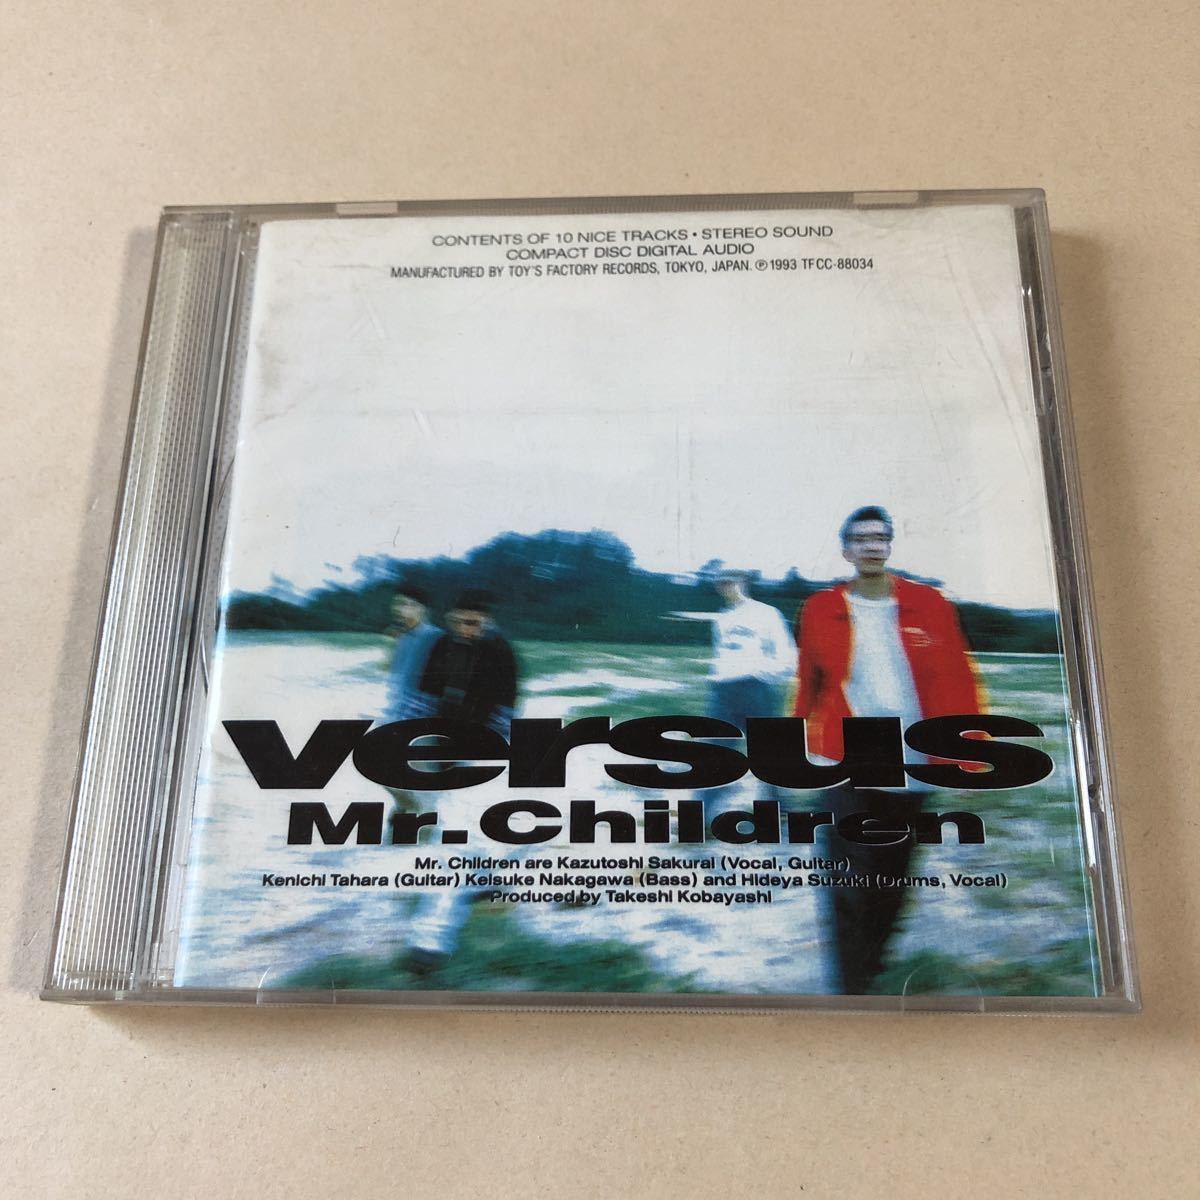 CONTENTS OF 10 NICE TRACKS • STEREO SOUND
COMPACT DISC DIGITAL AUDIO
MANUFACTURED BY TOY'S FACTORY RECORDS, TOKYO, JAPAN. ℗1993 TFCC-88034
versus
Mr.Children
Mr. Children are Kazutoshi Sakurai (Vocal, Guitar)
Kenichi Tahara (Guitar) Keisuke Nakagawa (Bass) and Hideya Suzuki (Drums, Vocal)
Produced by Takeshi Kobayashi